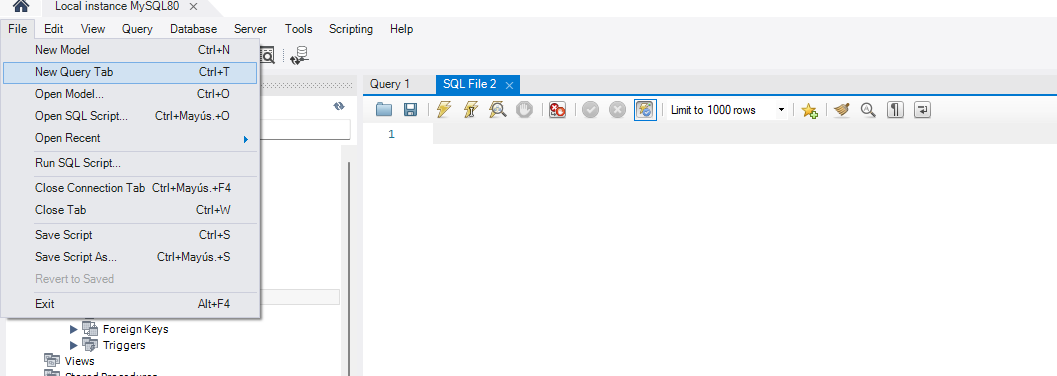 Local instance MySQL80
File Edit View Query Database Server Tools Scripting Help
New Model Ctrl+N
New Query Tab Ctrl+T
Open Model... Ctrl+O
Open SQL Script... Ctrl+Mayús.+O
Open Recent
Run SQL Script...
Close Connection Tab Ctrl+Mayús.+F4
Close Tab Ctrl+W
Save Script Ctrl+S
Save Script As... Ctrl+Mayús.+S
Revert to Saved
Exit Alt+F4
Foreign Keys
Triggers
Views
Stored Procedures
Query 1 SQL File 2
Limit to 1000 rows
1